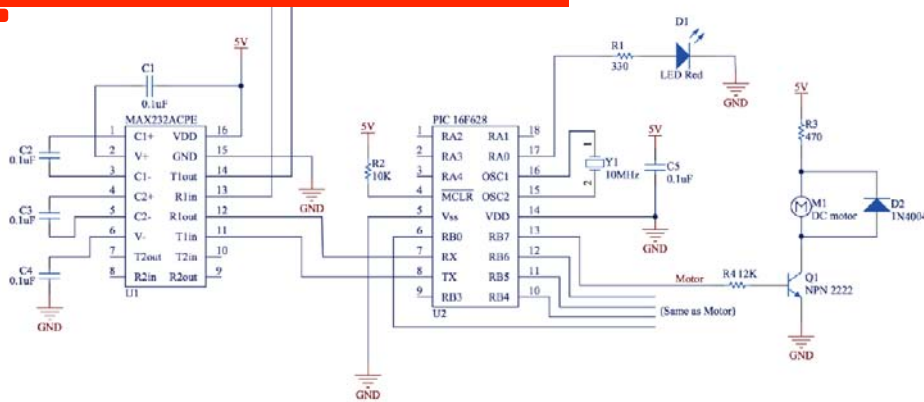 D1
5V
C1
R1
330
LED Red
5V
GND
0.1uF
MAX232ACPE
PIC 16F628
5V
5V
R3
470
C2
0.1uF
1 C1+ VDD 16
2 V+ GND 15
3 C1- T1out 14
4 C2+ R1in 13
5 C2- R1out 12
6 V- T1in 11
7 T2out T2in 10
8 R2in R2out 9
U1
C3
0.1uF
C4
0.1uF
GND
GND
R2
10K
1 RA2 RA1 18
2 RA3 RA0 17
3 RA4 OSC1 16
4 MCLR OSC2 15
5 Vss VDD 14
6 RB0 RB7 13
7 RX RB6 12
8 TX RB5 11
9 RB3 RB4 10
U2
1
Y1
10MHz
2
C5
0.1uF
GND
M1
DC motor
D2
1N4004
Motor
R4 12K
Q1
NPN 2222
(Same as Motor)
GND
GND